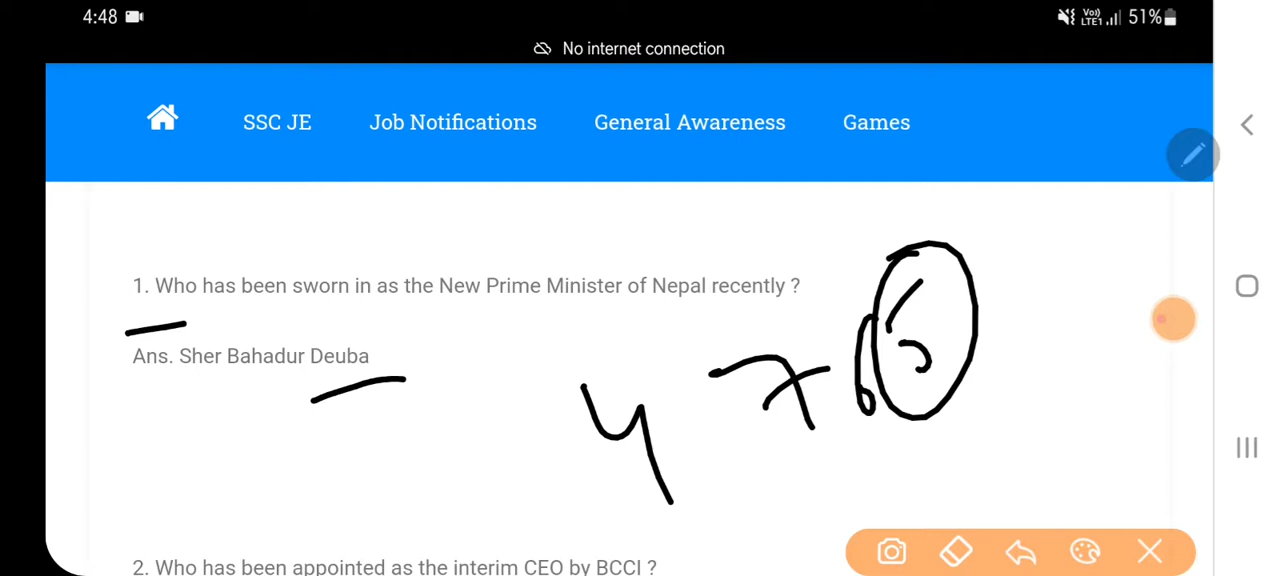 4:48 Vo) LTE1 51%
No internet connection
SSC JE Job Notifications General Awareness Games
1. Who has been sworn in as the New Prime Minister of Nepal recently ?
Ans. Sher Bahadur Deuba
2. Who has been appointed as the interim CEO by BCCI ?